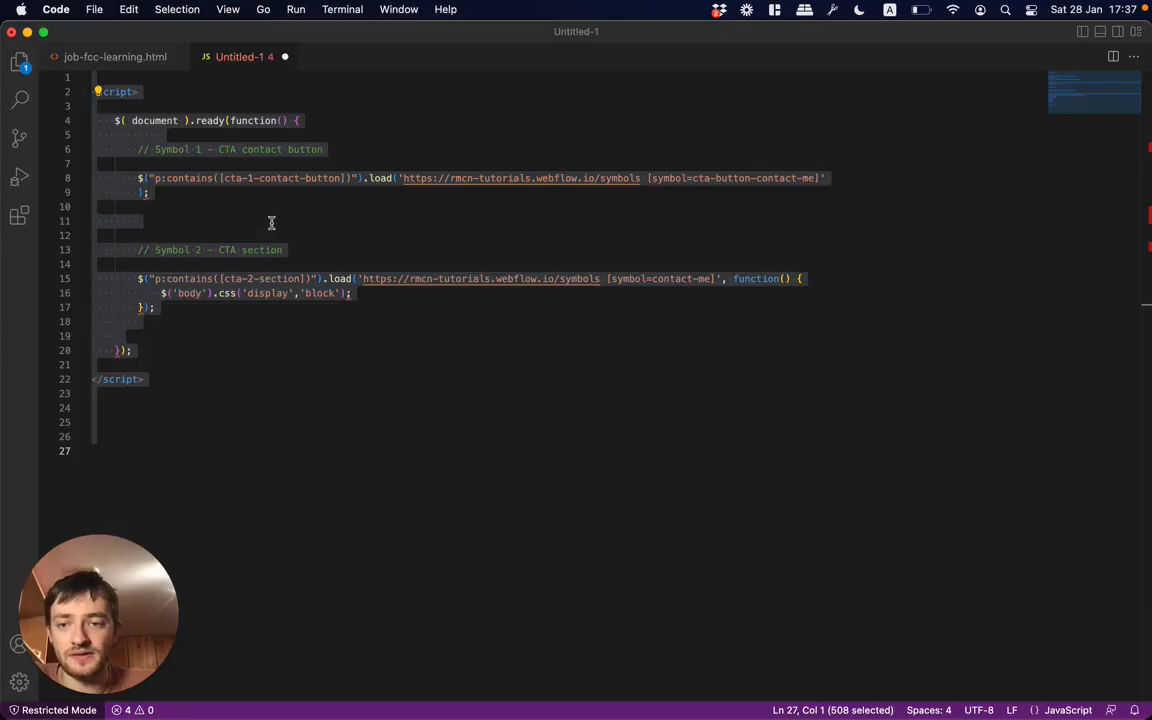 Code File Edit Selection View Go Run Terminal Window Help 2 A Sat 28 Jan 17:37
Untitled-1
<> job-fcc-learning.html JS Untitled-1 4
1
1
2 cript>
3
4 $( document ).ready(function() {
5
6 // Symbol 1 - CTA contact button
7
8 $("p:contains([cta-1-contact-button])").load('https://rmcn-tutorials.webflow.io/symbols [symbol=cta-button-contact-me]'
9 );
10
11
12
13 // Symbol 2 - CTA section
14
15 $("p:contains([cta-2-section])").load('https://rmcn-tutorials.webflow.io/symbols [symbol=contact-me]', function() {
16 $('body').css('display','block');
17 });
18
19
20 });
21
22 </script>
23
24
25
26
27
Restricted Mode 4 0 Ln 27, Col 1 (508 selected) Spaces: 4 UTF-8 LF {} JavaScript